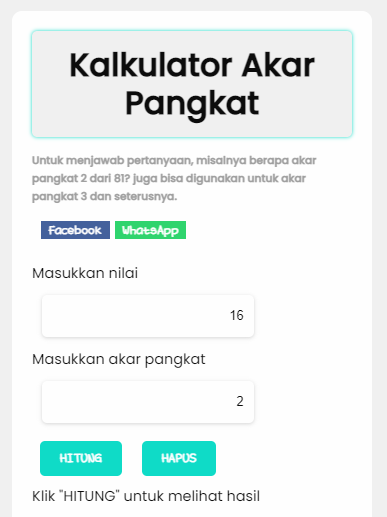 Kalkulator Akar
Pangkat
Untuk menjawab pertanyaan, misalnya berapa akar
pangkat 2 dari 81? juga bisa digunakan untuk akar
pangkat 3 dan seterusnya.
Facebook WhatsApp
Masukkan nilai
16
Masukkan akar pangkat
2
HITUNG HAPUS
Klik "HITUNG" untuk melihat hasil